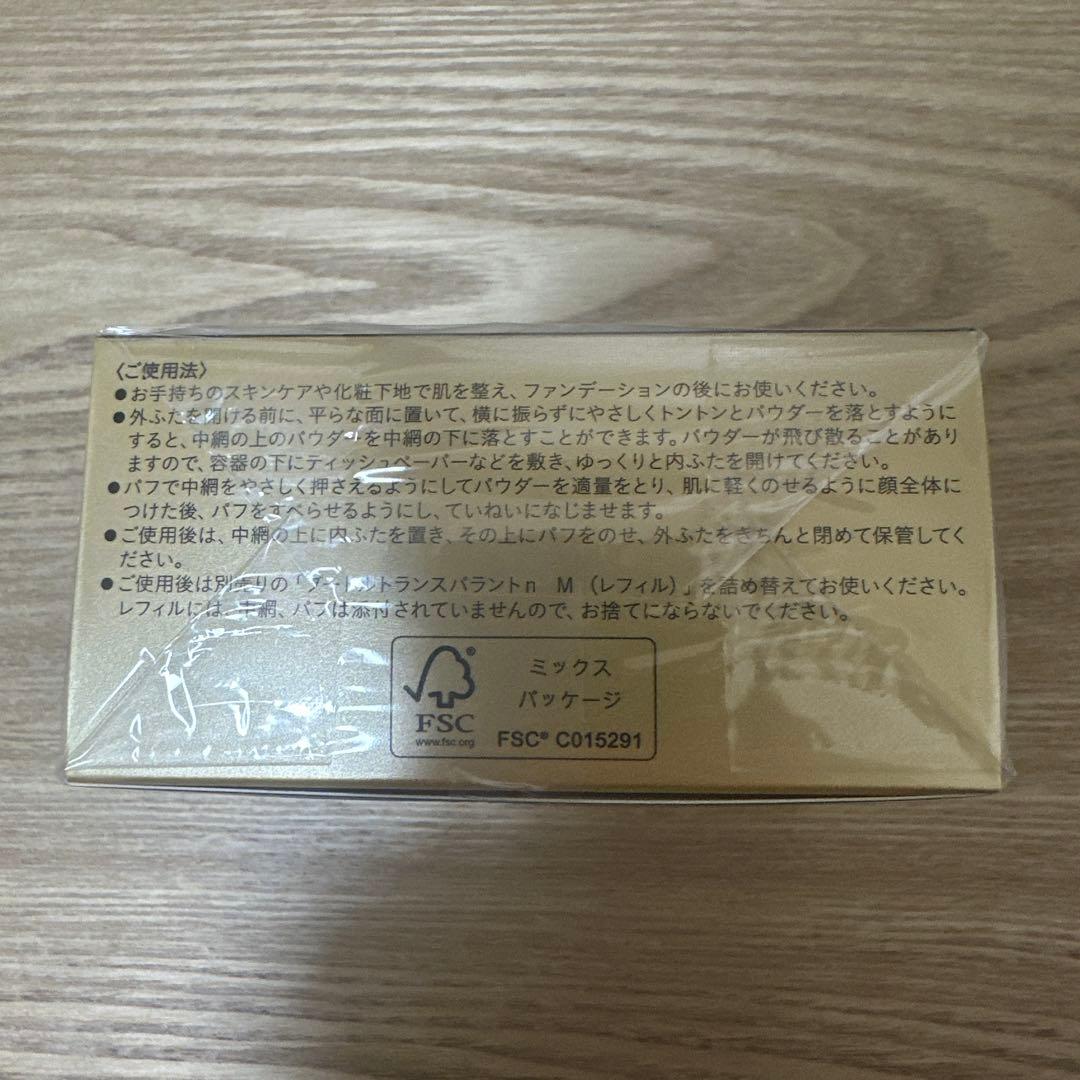 〈ご使用法〉
●お手持ちのスキンケアや化粧下地で肌を整え、ファンデーションの後にお使いください。
●外ふたを開ける前に、平らな面に置いて、横に振らずにやさしくトントンとパウダーを落とすように
すると、中網の上のパウダーを中網の下に落とすことができます。パウダーが飛び散ることがあり
ますので、容器の下にティッシュペーパーなどを敷き、ゆっくりと内ふたを開けてください。
●パフで中網をやさしく押さえるようにしてパウダーを適量をとり、肌に軽くのせるように顔全体に
つけた後、パフをすべらせるようにし、ていねいになじませます。
●ご使用後は、中網の上に内ふたを置き、その上にパフをのせ、外ふたをきちんと閉めて保管してく
ださい。
●ご使用後は別売りの「トランスパラントn M（レフィル）」を詰め替えてお使いください。
レフィルには、中網、パフは添付されていませんので、お捨てにならないでください。
®
FSC
www.fsc.org
ミックス
パッケージ
FSC® C015291